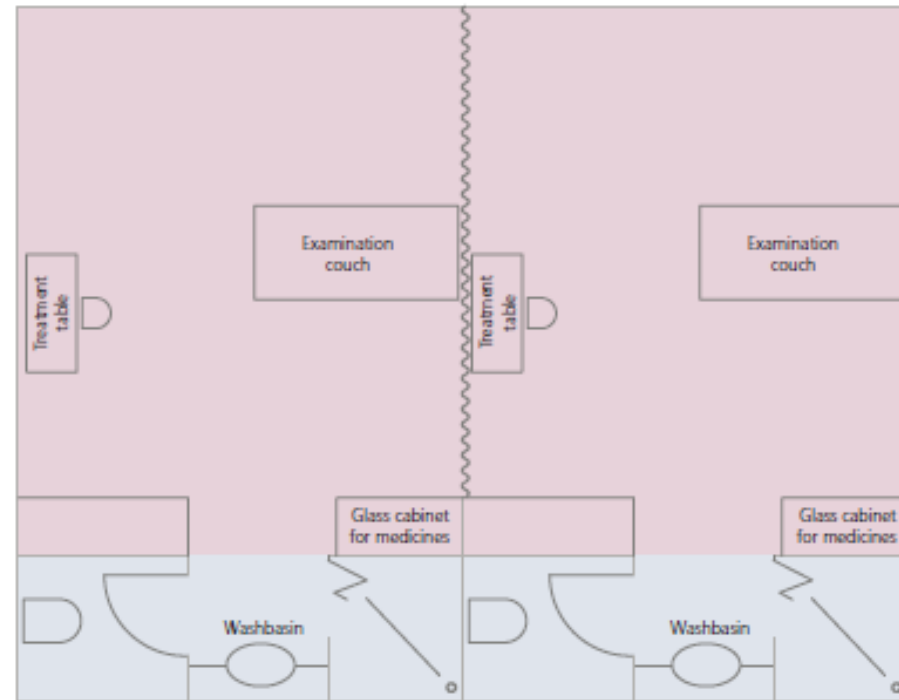 Examination
couch
Examination
couch
Treatment
table
Treatment
table
Glass cabinet
for medicines
Glass cabinet
for medicines
Washbasin
Washbasin